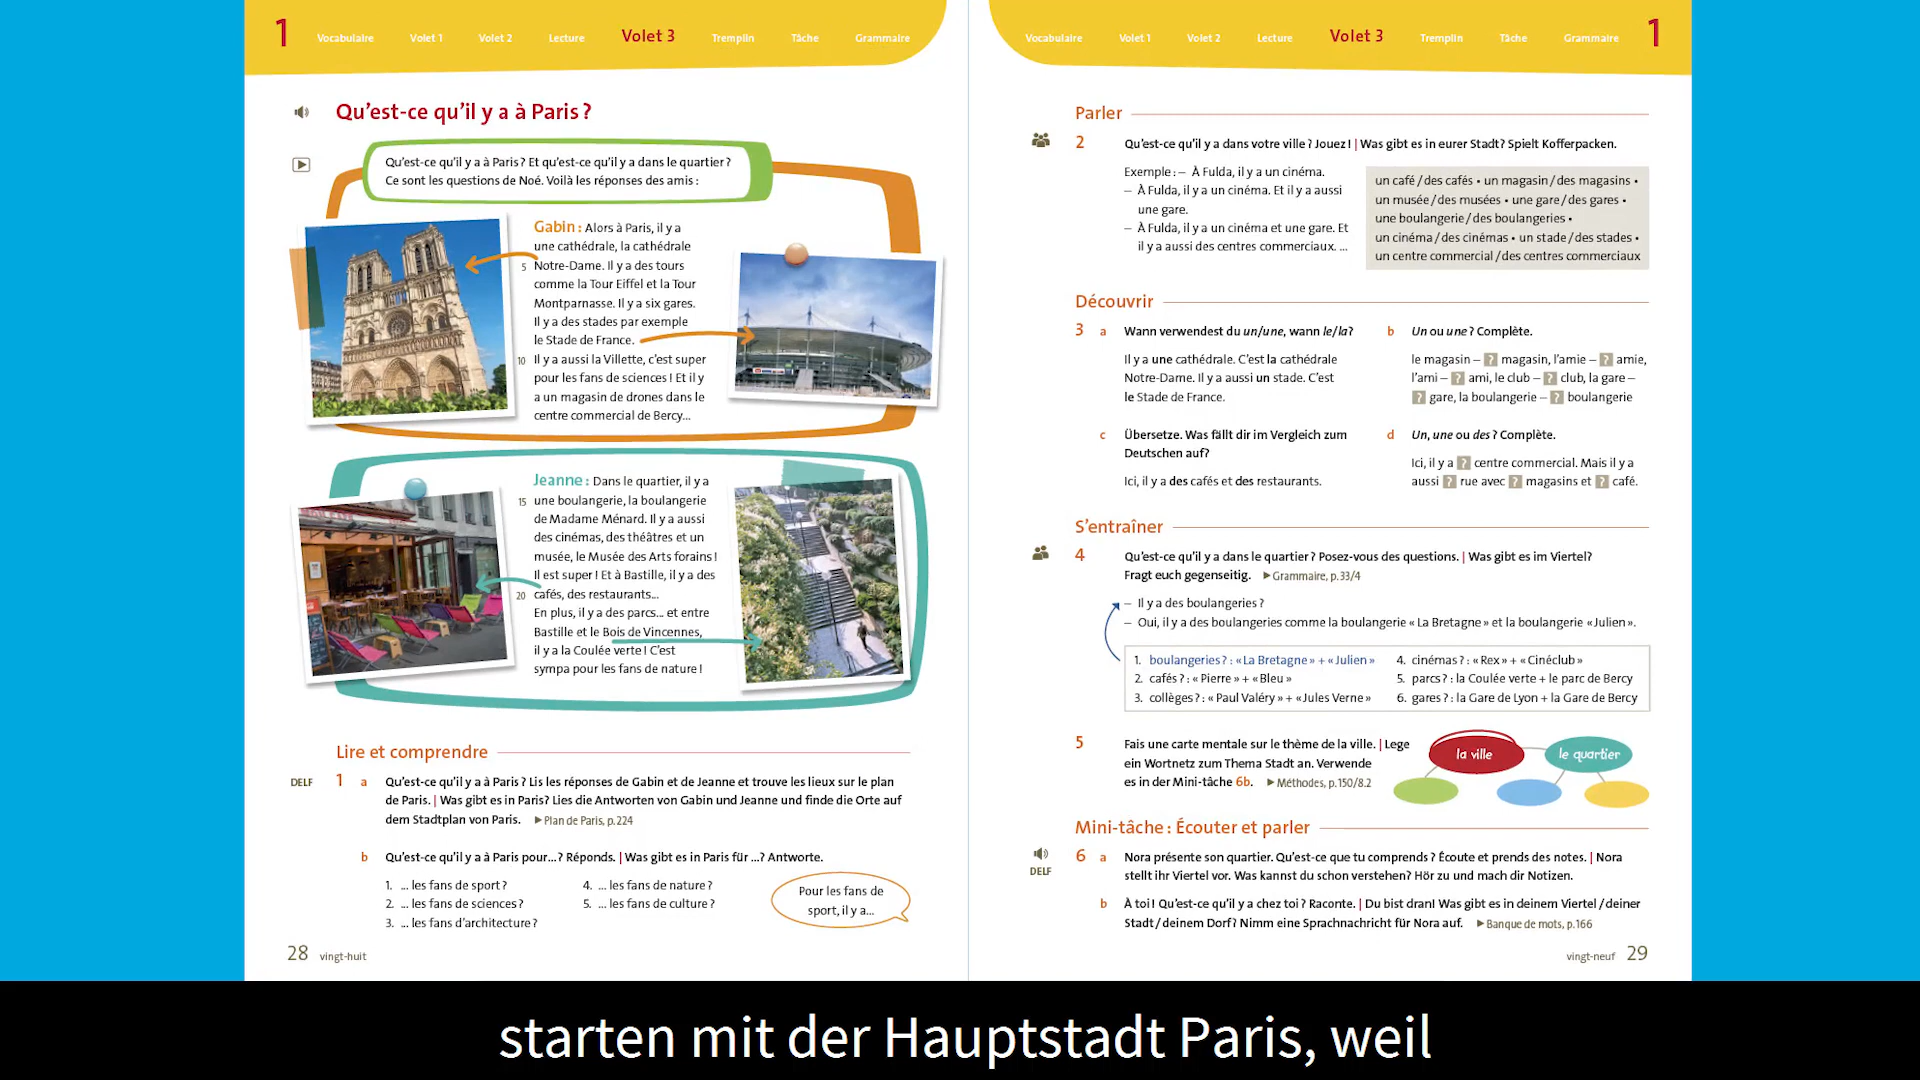 1 Vocabulaire Volet 1 Volet 2 Lecture Volet 3 Tremplin Tâche Grammaire
Qu'est-ce qu'il y a à Paris ?
Qu'est-ce qu'il y a à Paris ? Et qu'est-ce qu'il y a dans le quartier ?
Ce sont les questions de Noé. Voilà les réponses des amis :
Gabin : Alors à Paris, il y a
une cathédrale, la cathédrale
5 Notre-Dame. Il y a des tours
comme la Tour Eiffel et la Tour
Montparnasse. Il y a six gares.
Il y a des stades par exemple
le Stade de France.
10 Il y a aussi la Villette, c'est super
pour les fans de sciences ! Et il y
a un magasin de drones dans le
centre commercial de Bercy...
Jeanne : Dans le quartier, il y a
15 une boulangerie, la boulangerie
de Madame Ménard. Il y a aussi
des cinémas, des théâtres et un
musée, le Musée des Arts forains !
Il est super ! Et à Bastille, il y a des
20 cafés, des restaurants...
En plus, il y a des parcs... et entre
Bastille et le Bois de Vincennes,
il y a la Coulée verte ! C'est
sympa pour les fans de nature !
Lire et comprendre
DELF 1 a Qu'est-ce qu'il y a à Paris ? Lis les réponses de Gabin et de Jeanne et trouve les lieux sur le plan
de Paris. | Was gibt es in Paris? Lies die Antworten von Gabin und Jeanne und finde die Orte auf
dem Stadtplan von Paris. ▶ Plan de Paris, p. 224
b Qu'est-ce qu'il y a à Paris pour...? Réponds. | Was gibt es in Paris für ...? Antworte.
1. ... les fans de sport ? 4. ... les fans de nature ?
2. ... les fans de sciences ? 5. ... les fans de culture ?
3. ... les fans d'architecture ?
Pour les fans de
sport, il y a...
28 vingt-huit
Vocabulaire Volet 1 Volet 2 Lecture Volet 3 Tremplin Tâche Grammaire 1
Parler
2 Qu'est-ce qu'il y a dans votre ville ? Jouez ! | Was gibt es in eurer Stadt? Spielt Kofferpacken.
Exemple : – À Fulda, il y a un cinéma.
– À Fulda, il y a un cinéma. Et il y a aussi
une gare.
– À Fulda, il y a un cinéma et une gare. Et
il y a aussi des centres commerciaux. ...
un café / des cafés • un magasin / des magasins •
un musée / des musées • une gare / des gares •
une boulangerie / des boulangeries •
un cinéma / des cinémas • un stade / des stades •
un centre commercial / des centres commerciaux
Découvrir
3 a Wann verwendest du un/une, wann le/la?
Il y a une cathédrale. C'est la cathédrale
Notre-Dame. Il y a aussi un stade. C'est
le Stade de France.
b Un ou une ? Complète.
le magasin – ? magasin, l'amie – ? amie,
l'ami – ? ami, le club – ? club, la gare –
? gare, la boulangerie – ? boulangerie
c Übersetze. Was fällt dir im Vergleich zum
Deutschen auf?
Ici, il y a des cafés et des restaurants.
d Un, une ou des ? Complète.
Ici, il y a ? centre commercial. Mais il y a
aussi ? rue avec ? magasins et ? café.
S'entraîner
4 Qu'est-ce qu'il y a dans le quartier ? Posez-vous des questions. | Was gibt es im Viertel?
Fragt euch gegenseitig. ▶ Grammaire, p. 33/4
– Il y a des boulangeries ?
– Oui, il y a des boulangeries comme la boulangerie « La Bretagne » et la boulangerie « Julien ».
1. boulangeries ? : « La Bretagne » + « Julien » 4. cinémas ? : « Rex » + « Cinéclub »
2. cafés ? : « Pierre » + « Bleu » 5. parcs ? : la Coulée verte + le parc de Bercy
3. collèges ? : « Paul Valéry » + « Jules Verne » 6. gares ? : la Gare de Lyon + la Gare de Bercy
5 Fais une carte mentale sur le thème de la ville. | Lege
ein Wortnetz zum Thema Stadt an. Verwende
es in der Mini-tâche 6b. ▶ Méthodes, p. 150/8.2
la ville le quartier
Mini-tâche : Écouter et parler
6 a Nora présente son quartier. Qu'est-ce que tu comprends ? Écoute et prends des notes. | Nora
DELF stellt ihr Viertel vor. Was kannst du schon verstehen? Hör zu und mach dir Notizen.
b À toi ! Qu'est-ce qu'il y a chez toi ? Raconte. | Du bist dran! Was gibt es in deinem Viertel / deiner
Stadt / deinem Dorf? Nimm eine Sprachnachricht für Nora auf. ▶ Banque de mots, p. 166
vingt-neuf 29
starten mit der Hauptstadt Paris, weil